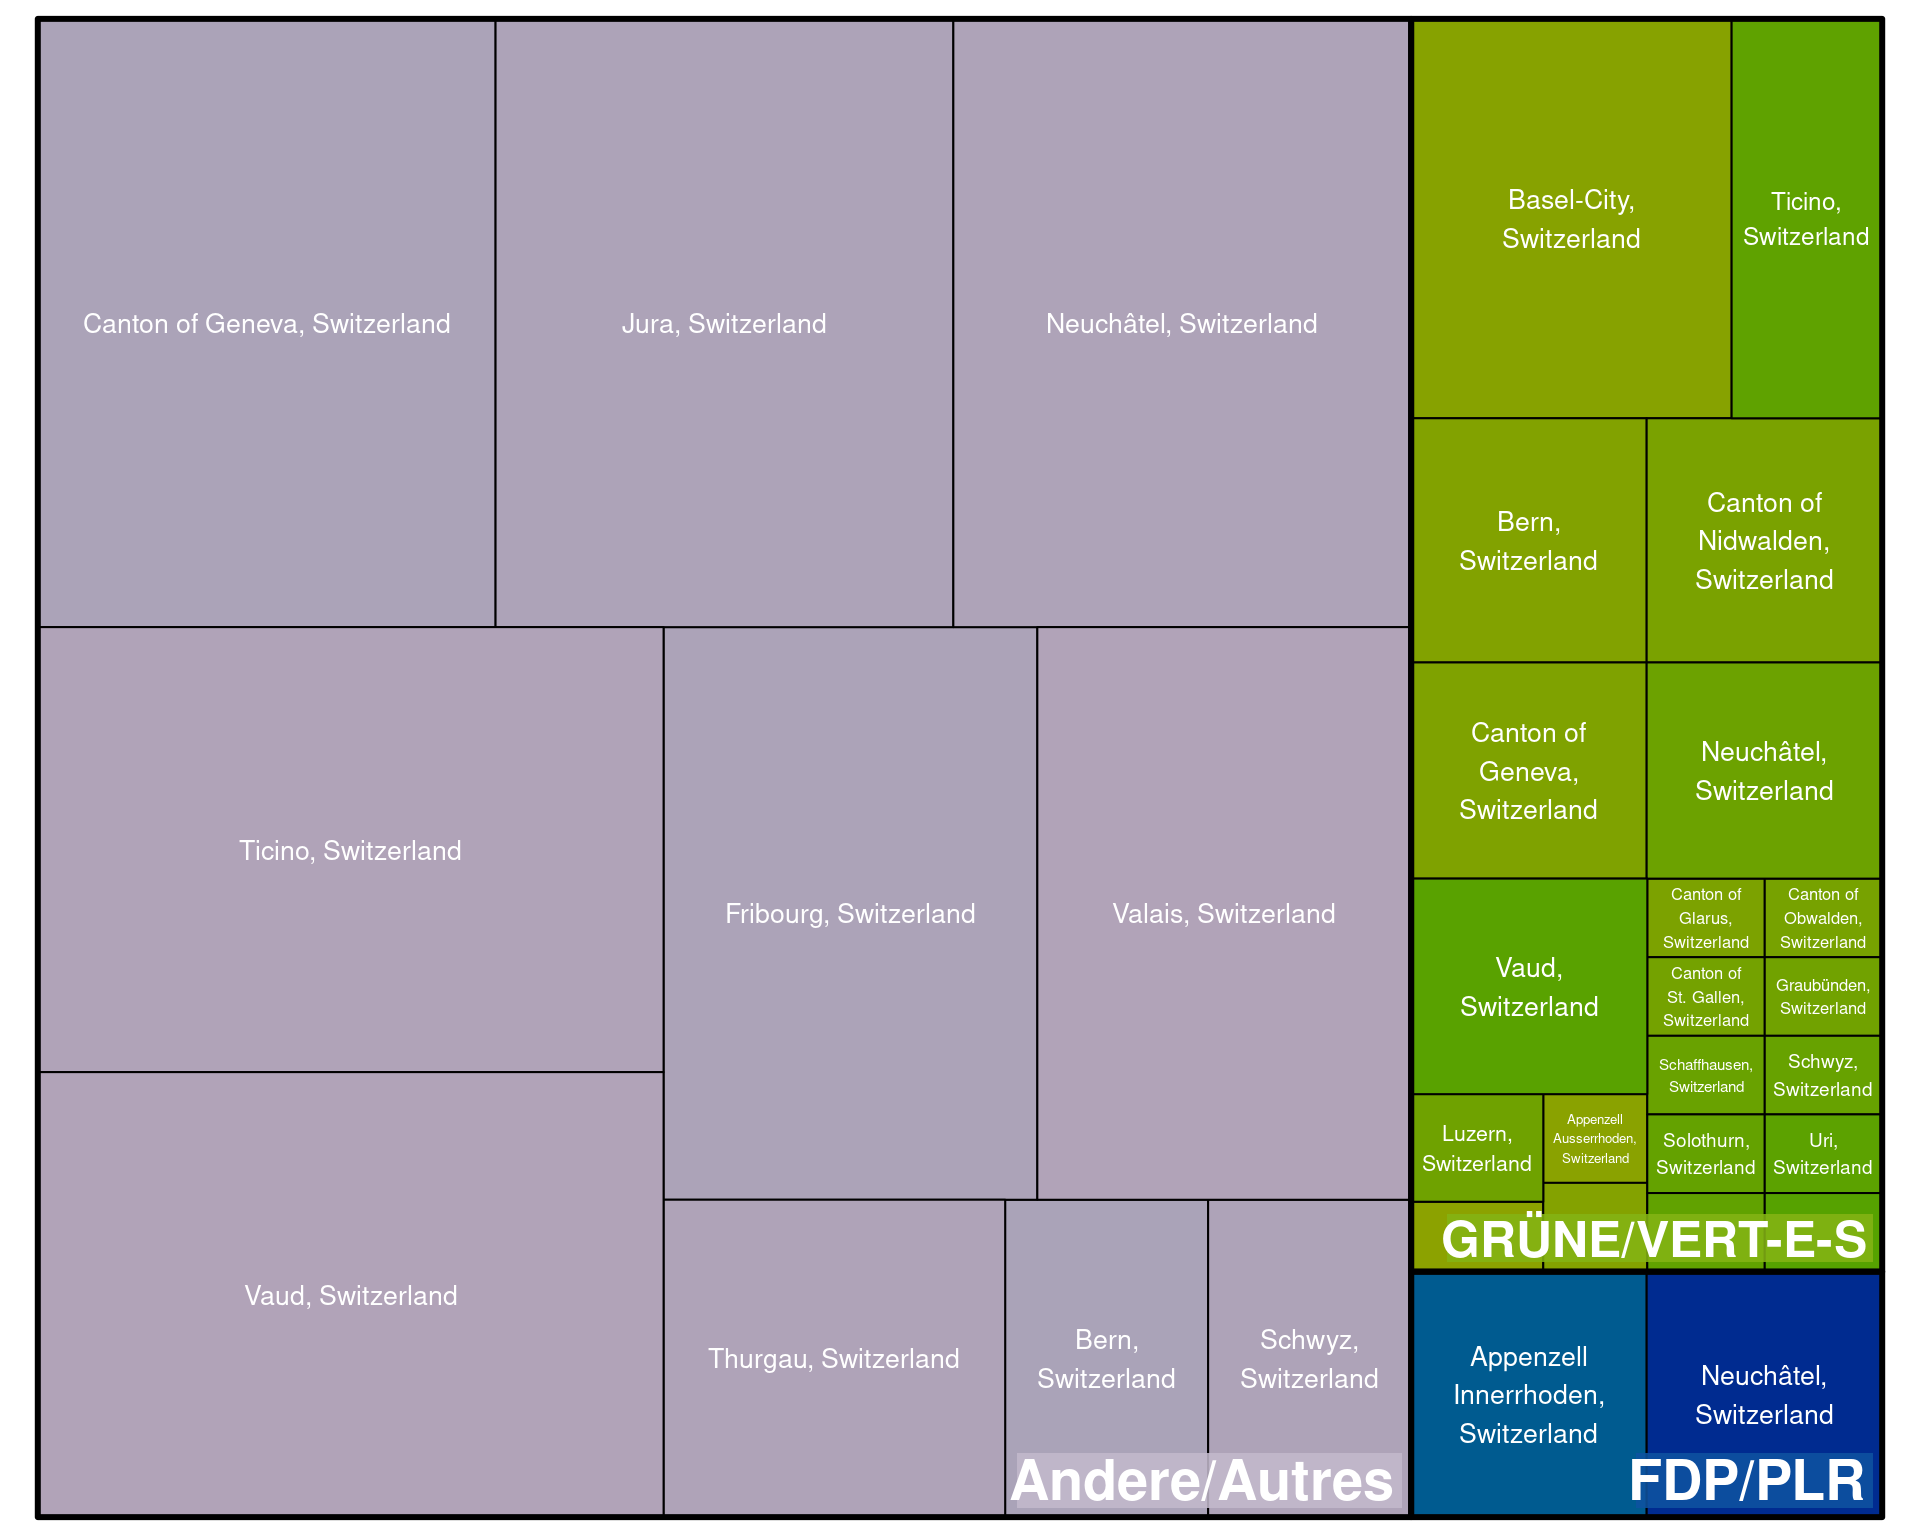 Canton of Geneva, Switzerland
Jura, Switzerland
Neuchâtel, Switzerland
Ticino, Switzerland
Fribourg, Switzerland
Valais, Switzerland
Vaud, Switzerland
Thurgau, Switzerland
Bern,
Switzerland
Schwyz,
Switzerland
Andere/Autres
Basel-City,
Switzerland
Ticino,
Switzerland
Bern,
Switzerland
Canton of
Nidwalden,
Switzerland
Canton of
Geneva,
Switzerland
Neuchâtel,
Switzerland
Vaud,
Switzerland
Canton of
Glarus,
Switzerland
Canton of
Obwalden,
Switzerland
Canton of
St. Gallen,
Switzerland
Graubünden,
Switzerland
Schaffhausen,
Switzerland
Schwyz,
Switzerland
Luzern,
Switzerland
Appenzell
Ausserrhoden,
Switzerland
Solothurn,
Switzerland
Uri,
Switzerland
GRÜNE/VERT-E-S
Appenzell
Innerrhoden,
Switzerland
Neuchâtel,
Switzerland
FDP/PLR